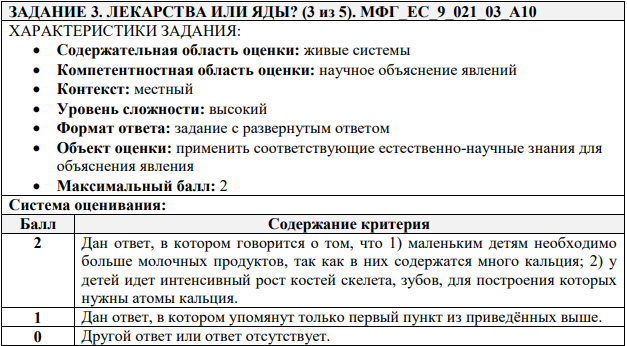 ЗАДАНИЕ 3. ЛЕКАРСТВА ИЛИ ЯДЫ? (3 из 5). МФГ_ЕС_9_021_03_А10
ХАРАКТЕРИСТИКИ ЗАДАНИЯ:
• Содержательная область оценки: живые системы
• Компетентностная область оценки: научное объяснение явлений
• Контекст: местный
• Уровень сложности: высокий
• Формат ответа: задание с развернутым ответом
• Объект оценки: применить соответствующие естественно-научные знания для
объяснения явления
• Максимальный балл: 2
Система оценивания:
Балл Содержание критерия
2 Дан ответ, в котором говорится о том, что 1) маленьким детям необходимо
больше молочных продуктов, так как в них содержатся много кальция; 2) у
детей идет интенсивный рост костей скелета, зубов, для построения которых
нужны атомы кальция.
1 Дан ответ, в котором упомянут только первый пункт из приведённых выше.
0 Другой ответ или ответ отсутствует.